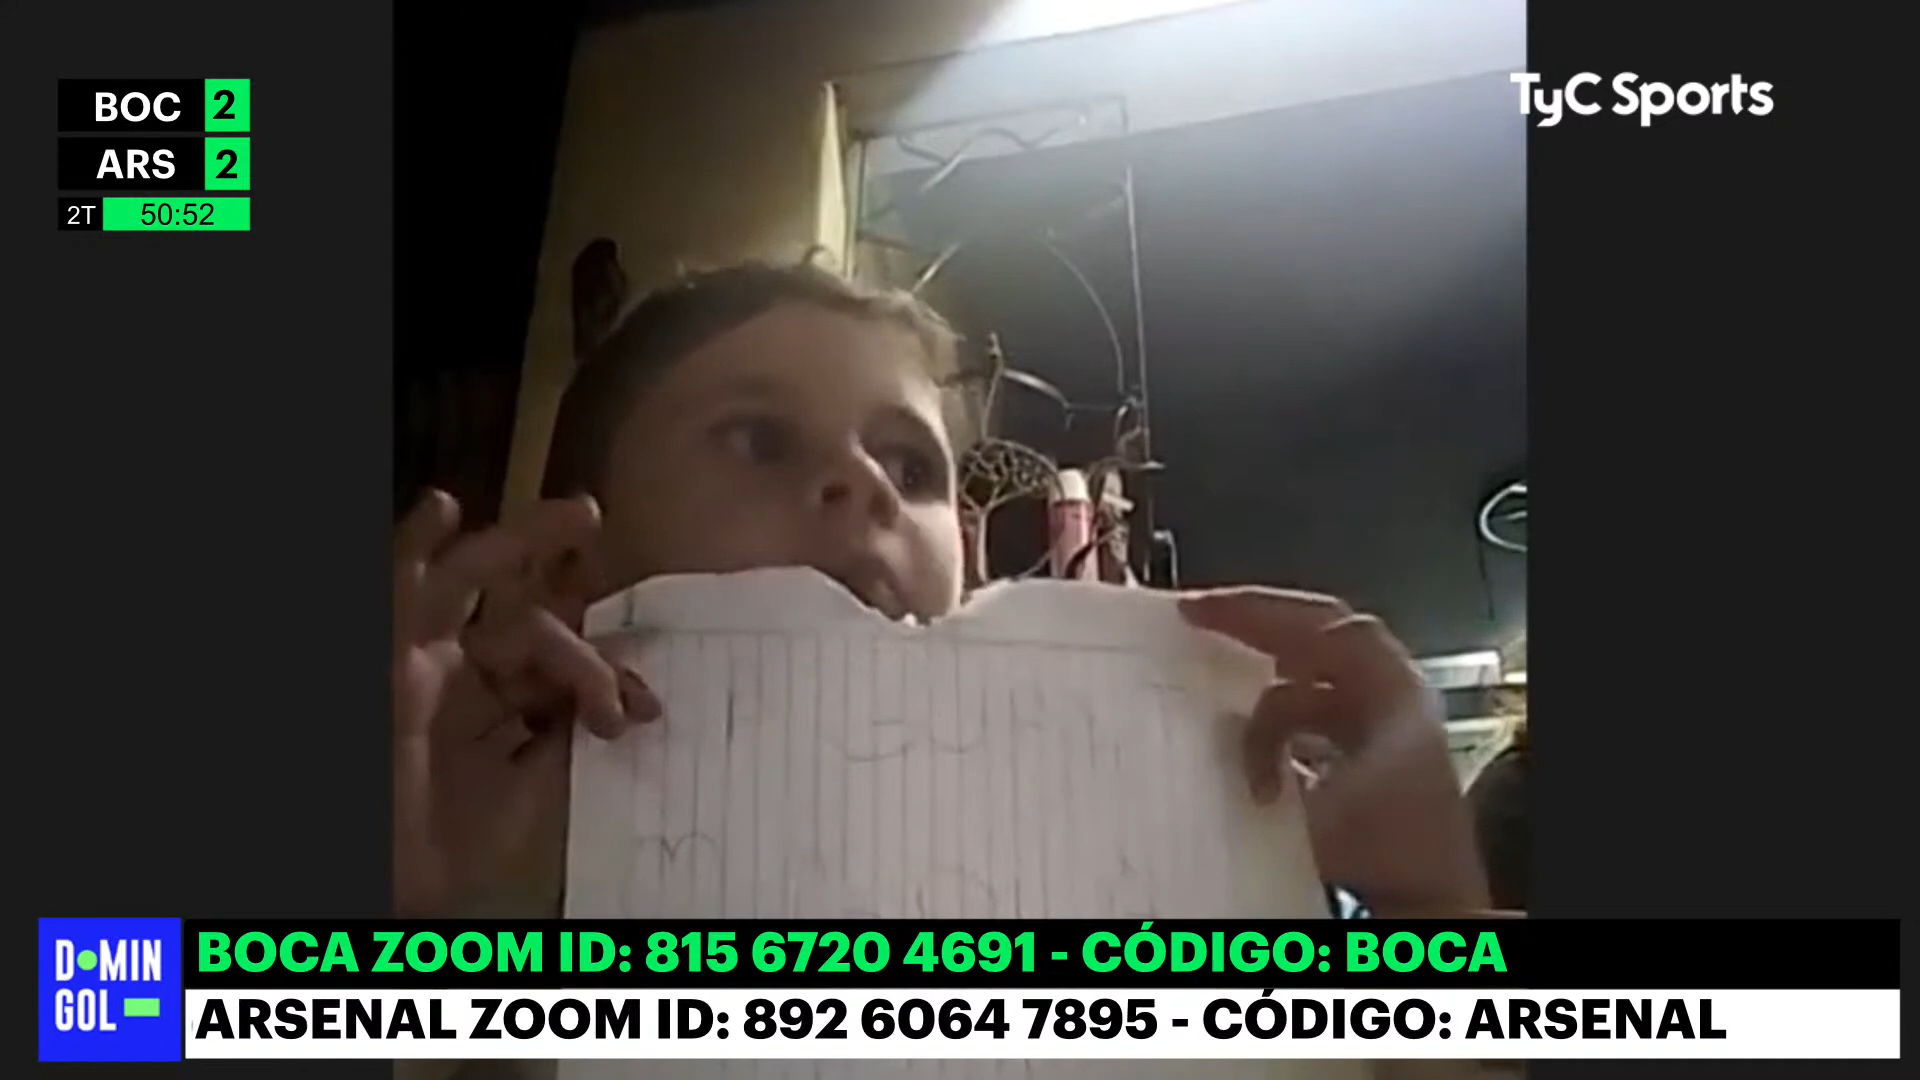 BOC 2
ARS 2
2T 50:52
TyC Sports
DOMIN
GOL
BOCA ZOOM ID: 815 6720 4691 - CÓDIGO: BOCA
ARSENAL ZOOM ID: 892 6064 7895 - CÓDIGO: ARSENAL